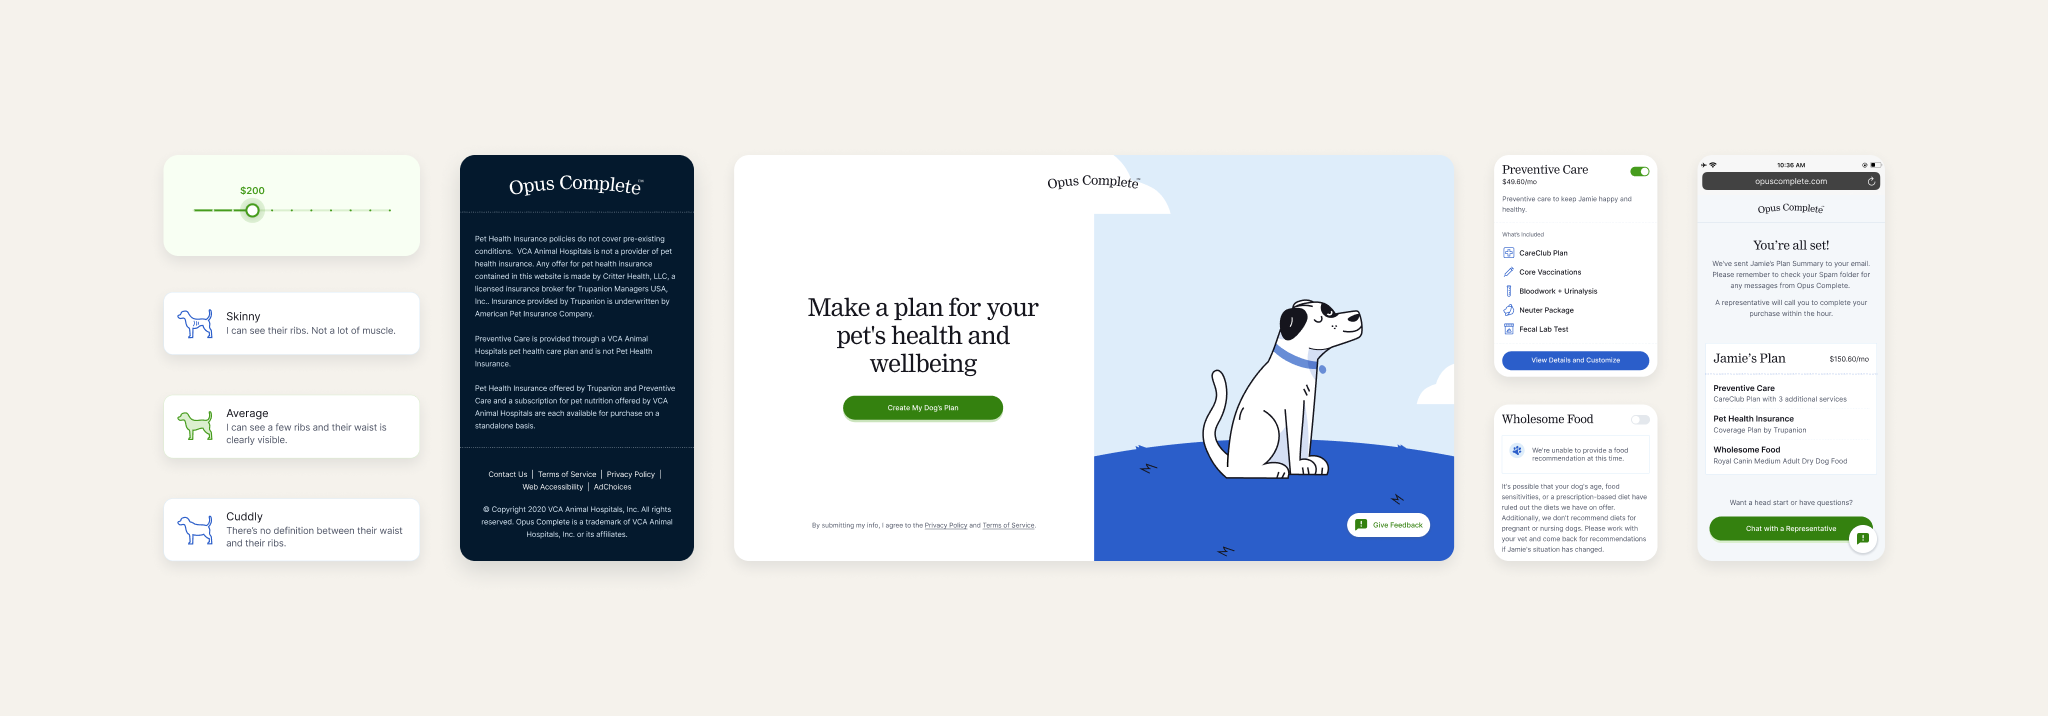 $200
Skinny
I can see their ribs. Not a lot of muscle.
Average
I can see a few ribs and their waist is
clearly visible.
Cuddly
There's no definition between their waist
and their ribs.
Opus Complete™
Pet Health Insurance policies do not cover pre-existing
conditions.  VCA Animal Hospitals is not a provider of pet
health insurance. Any offer for pet health insurance
contained in this website is made by Critter Health, LLC, a
licensed insurance broker for Trupanion Managers USA,
Inc.. Insurance provided by Trupanion is underwritten by
American Pet Insurance Company.
Preventive Care is provided through a VCA Animal
Hospitals pet health care plan and is not Pet Health
Insurance.
Pet Health Insurance offered by Trupanion and Preventive
Care and a subscription for pet nutrition offered by VCA
Animal Hospitals are each available for purchase on a
standalone basis.
Contact Us | Terms of Service | Privacy Policy |
Web Accessibility | AdChoices
© Copyright 2020 VCA Animal Hospitals, Inc. All rights
reserved. Opus Complete is a trademark of VCA Animal
Hospitals, Inc. or its affiliates.
Opus Complete™
Make a plan for your
pet's health and
wellbeing
Create My Dog's Plan
By submitting my info, I agree to the Privacy Policy and Terms of Service.
Give Feedback
Preventive Care
$49.60/mo
Preventive care to keep Jamie happy and
healthy.
What's included
CareClub Plan
Core Vaccinations
Bloodwork + Urinalysis
Neuter Package
Fecal Lab Test
View Details and Customize
Wholesome Food
We're unable to provide a food
recommendation at this time.
It's possible that your dog's age, food
sensitivities, or a prescription-based diet have
ruled out the diets we have on offer.
Additionally, we don't recommend diets for
pregnant or nursing dogs. Please work with
your vet and come back for recommendations
if Jamie's situation has changed.
10:36 AM
opuscomplete.com
Opus Complete™
You're all set!
We've sent Jamie's Plan Summary to your email.
Please remember to check your Spam folder for
any messages from Opus Complete.
A representative will call you to complete your
purchase within the hour.
Jamie's Plan $150.60/mo
Preventive Care
CareClub Plan with 3 additional services
Pet Health Insurance
Coverage Plan by Trupanion
Wholesome Food
Royal Canin Medium Adult Dry Dog Food
Want a head start or have questions?
Chat with a Representative